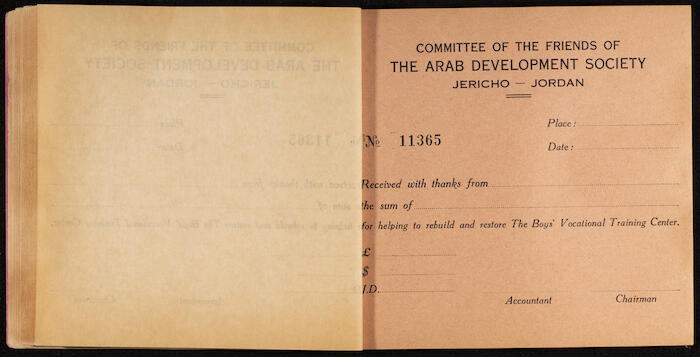 COMMITTEE OF THE FRIENDS OF
THE ARAB DEVELOPMENT SOCIETY
JERICHO — JORDAN
Place:
№ 11365
Date:
Received with thanks from
the sum of
for helping to rebuild and restore The Boys' Vocational Training Center.
£
$
J.D.
Accountant Chairman